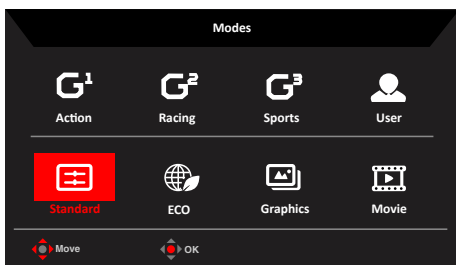 Modes
G1 G2 G3
Action Racing Sports User
Standard ECO Graphics Movie
Move OK